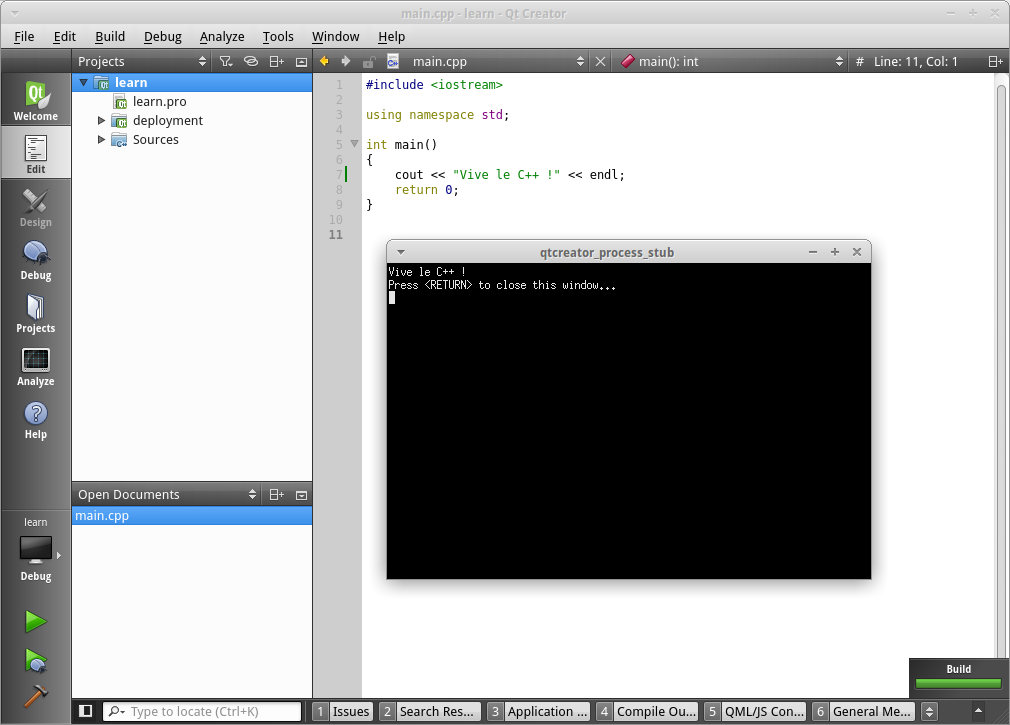 main.cpp - learn - Qt Creator
File Edit Build Debug Analyze Tools Window Help
Projects main.cpp main(): int # Line: 11, Col: 1
Qt
Welcome
Edit
Design
Debug
Projects
Analyze
Help
learn
learn.pro
deployment
Sources
1 #include <iostream>
2
3 using namespace std;
4
5 int main()
6 {
7 cout << "Vive le C++ !" << endl;
8 return 0;
9 }
10
11
qtcreator_process_stub
Vive le C++ !
Press <RETURN> to close this window...
Open Documents
main.cpp
learn
Debug
Build
Type to locate (Ctrl+K) 1 Issues 2 Search Res... 3 Application ... 4 Compile Ou... 5 QML/JS Con... 6 General Me...